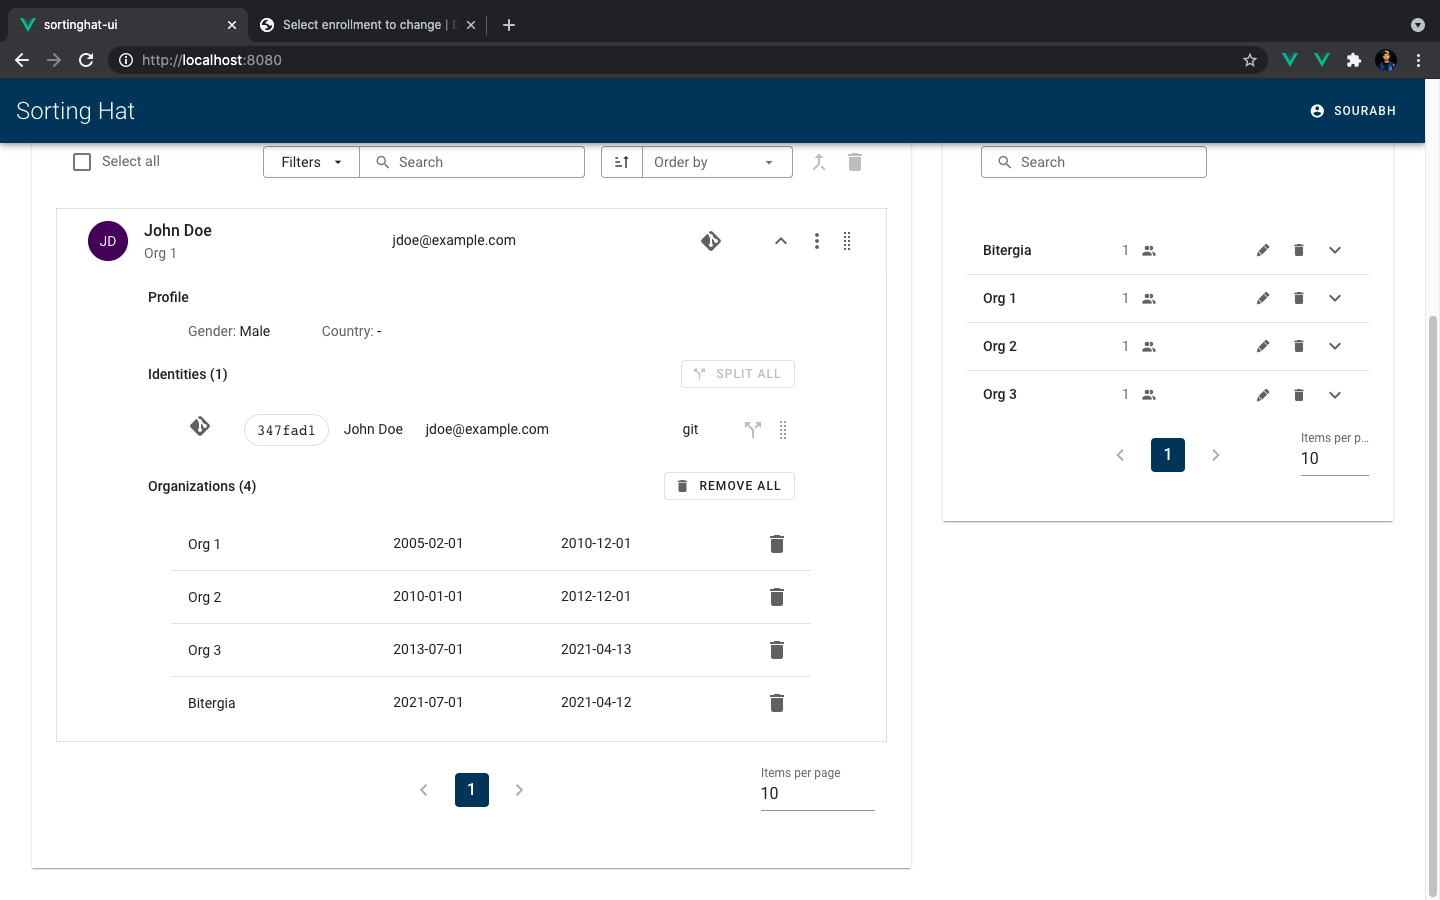 sortinghat-ui
Select enrollment to change |
http://localhost:8080
Sorting Hat
SOURABH
Select all
Filters
Search
Order by
JD
John Doe
Org 1
jdoe@example.com
Profile
Gender: Male
Country: -
Identities (1)
SPLIT ALL
347fad1
John Doe
jdoe@example.com
git
Organizations (4)
REMOVE ALL
Org 1 2005-02-01 2010-12-01
Org 2 2010-01-01 2012-12-01
Org 3 2013-07-01 2021-04-13
Bitergia 2021-07-01 2021-04-12
1
Items per page
10
Search
Bitergia 1
Org 1 1
Org 2 1
Org 3 1
1
Items per p...
10